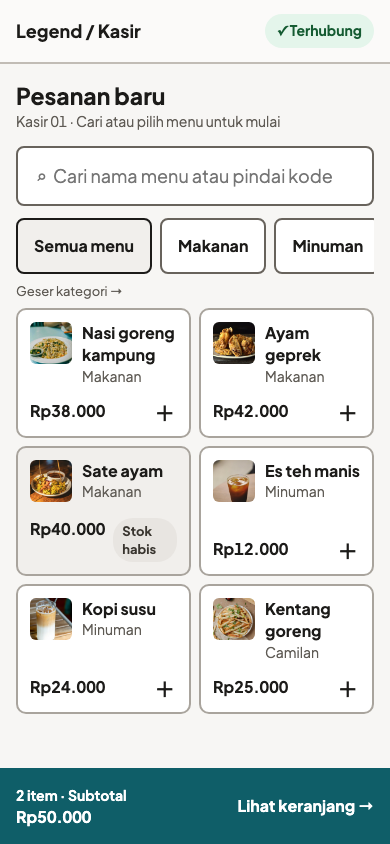 Legend / Kasir
✓Terhubung
Pesanan baru
Kasir 01 · Cari atau pilih menu untuk mulai
⌕ Cari nama menu atau pindai kode
Semua menu
Makanan
Minuman
Geser kategori →
Nasi goreng
kampung
Makanan
Rp38.000
+
Ayam
geprek
Makanan
Rp42.000
+
Sate ayam
Makanan
Rp40.000
Stok
habis
Es teh manis
Minuman
Rp12.000
+
Kopi susu
Minuman
Rp24.000
+
Kentang
goreng
Camilan
Rp25.000
+
2 item · Subtotal
Rp50.000
Lihat keranjang →